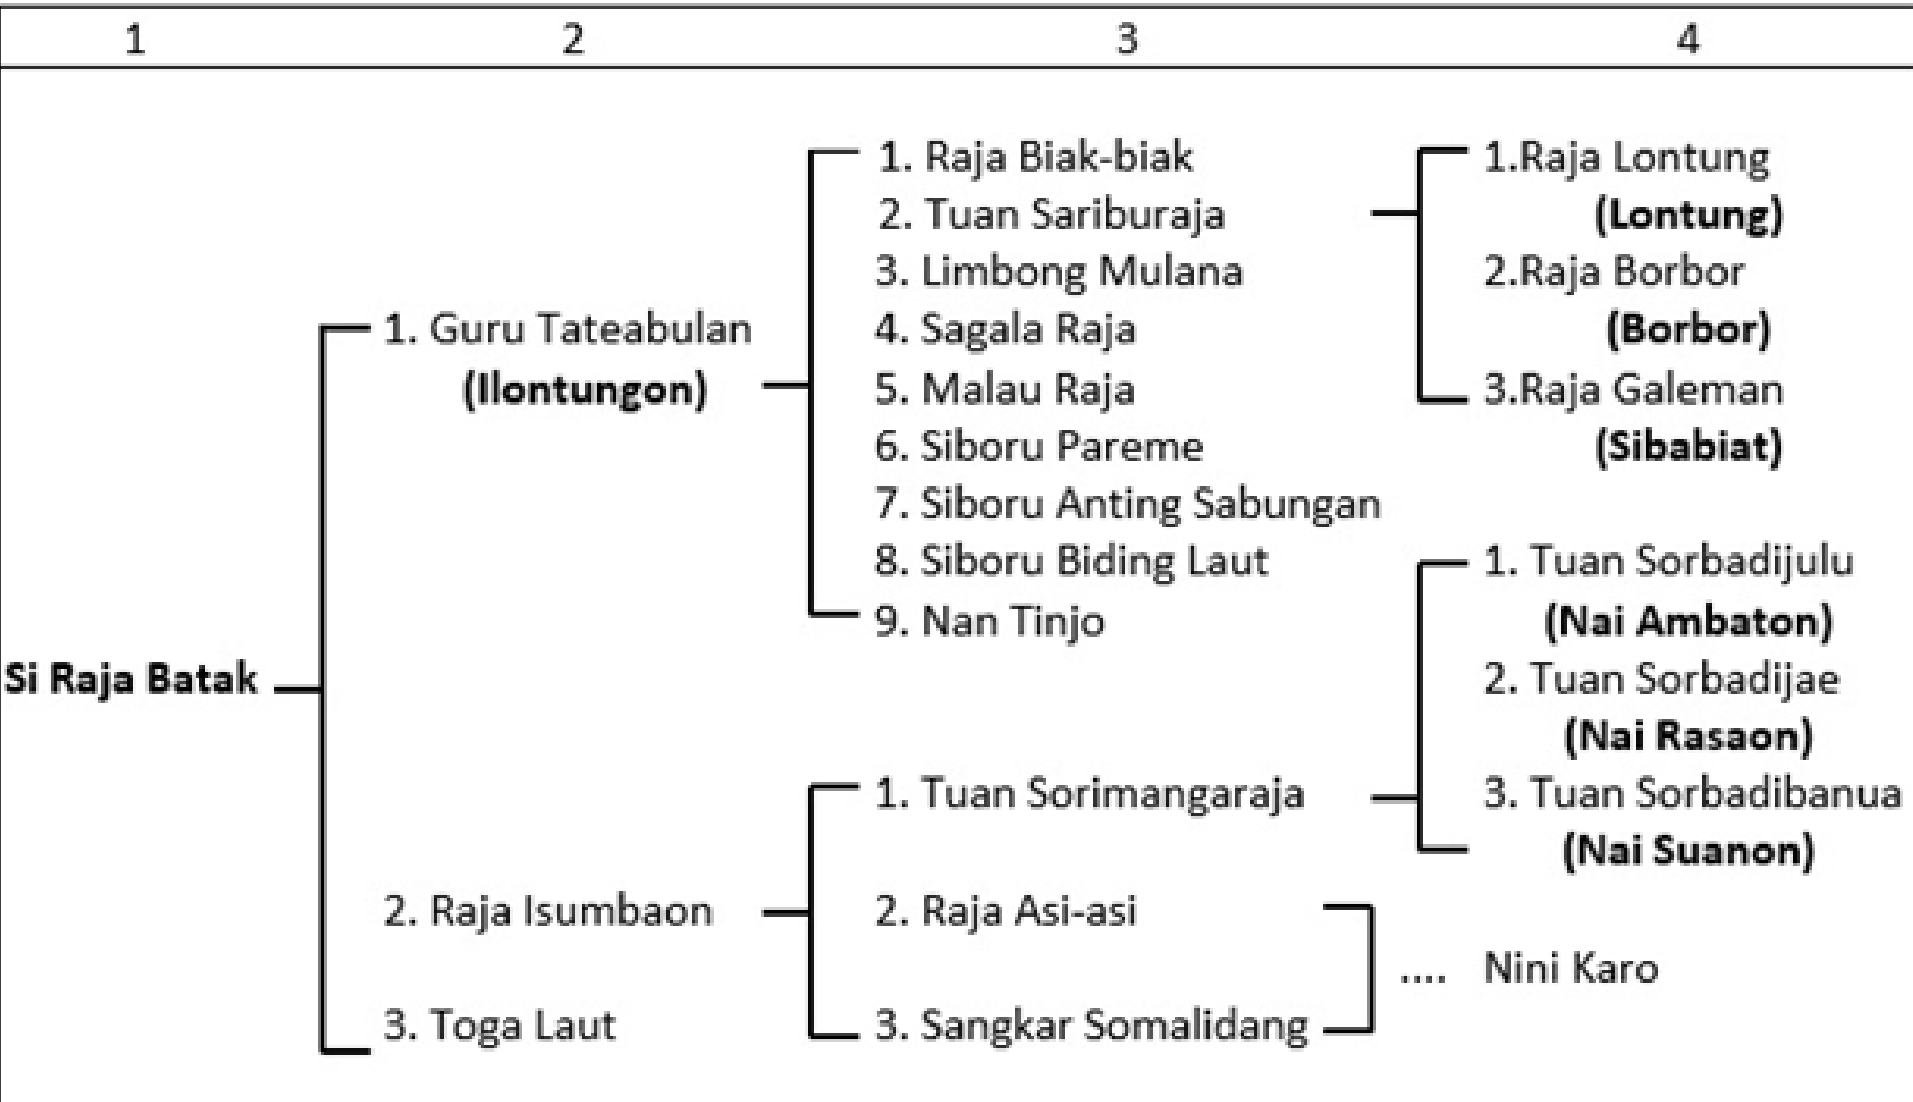 1 2 3 4
1. Raja Biak-biak 1.Raja Lontung
2. Tuan Sariburaja (Lontung)
3. Limbong Mulana 2.Raja Borbor
1. Guru Tateabulan 4. Sagala Raja (Borbor)
(Ilontungon) 5. Malau Raja 3.Raja Galeman
6. Siboru Pareme (Sibabiat)
7. Siboru Anting Sabungan
8. Siboru Biding Laut 1. Tuan Sorbadijulu
9. Nan Tinjo (Nai Ambaton)
Si Raja Batak 2. Tuan Sorbadijae
(Nai Rasaon)
1. Tuan Sorimangaraja 3. Tuan Sorbadibanua
(Nai Suanon)
2. Raja Isumbaon 2. Raja Asi-asi
.... Nini Karo
3. Toga Laut 3. Sangkar Somalidang